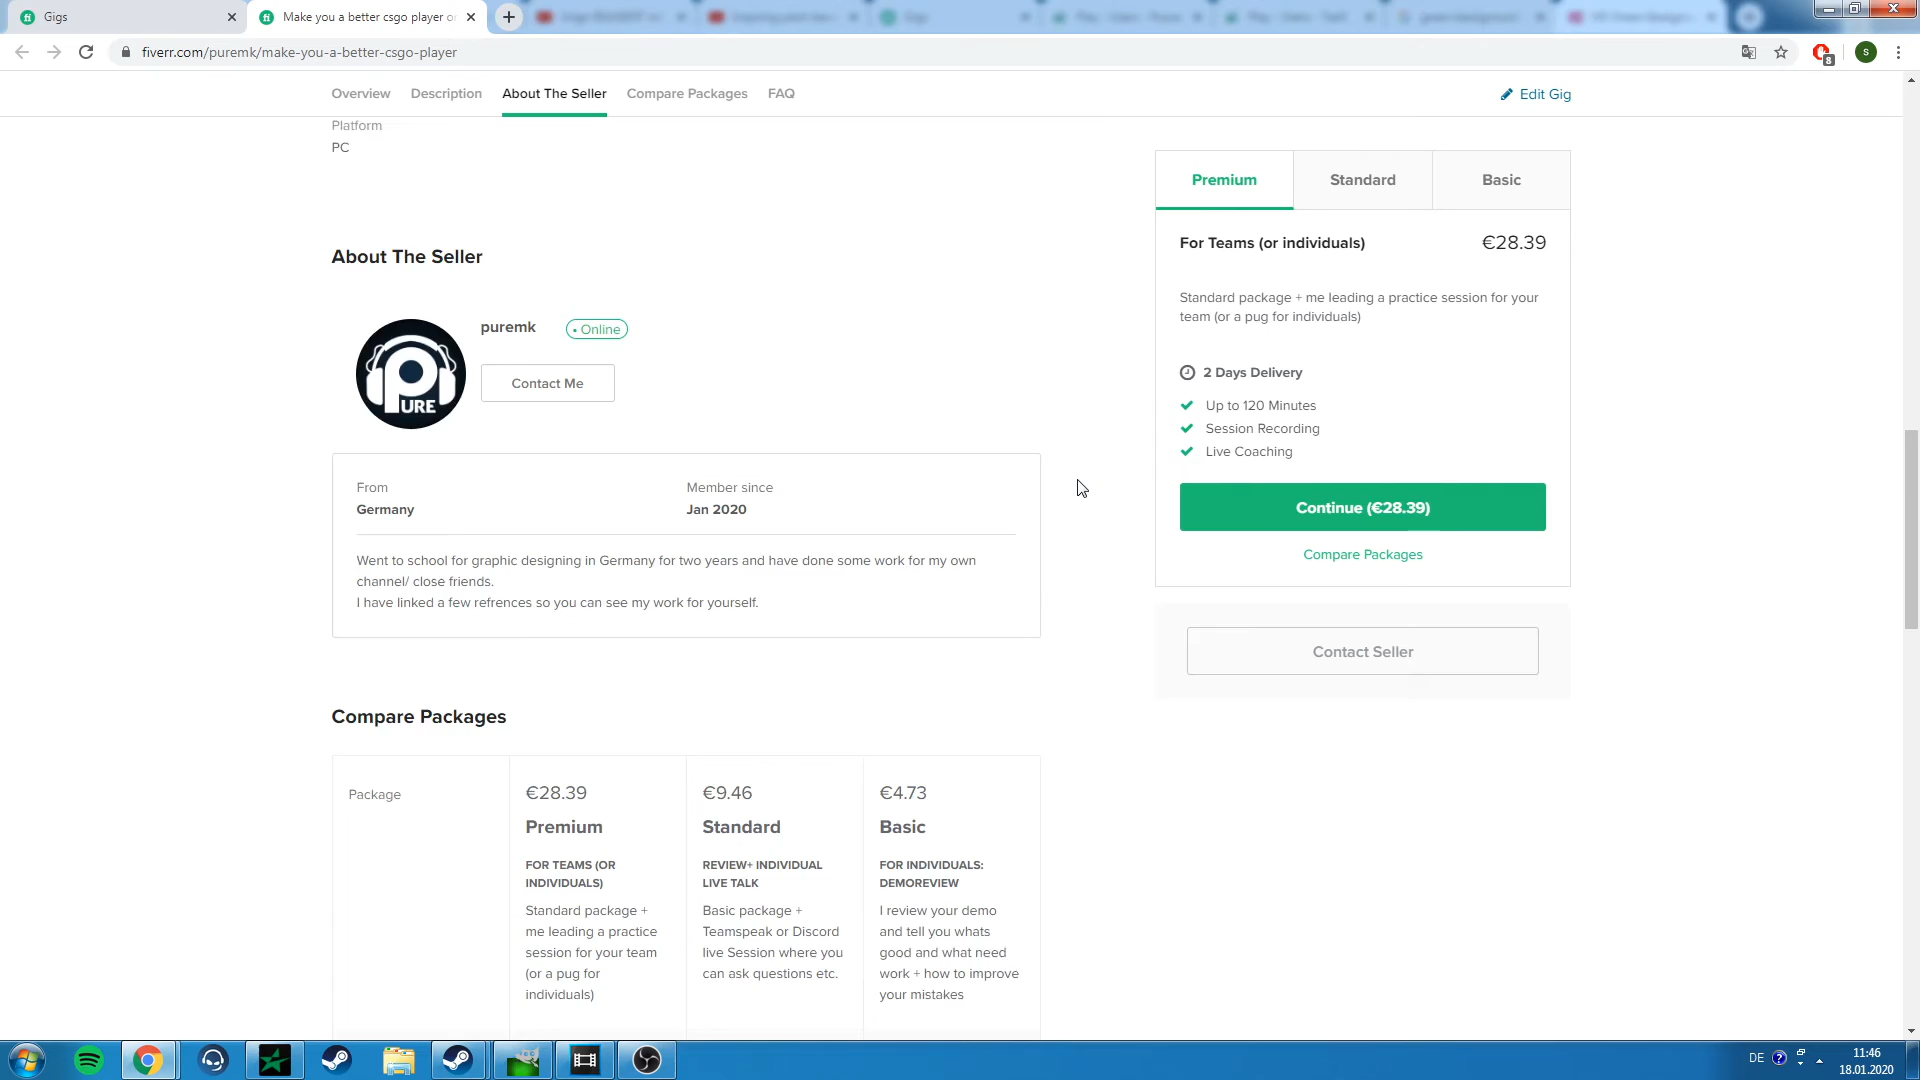 Gigs
Make you a better csgo player or
fiverr.com/puremk/make-you-a-better-csgo-player
8
S
Overview
Description
About The Seller
Compare Packages
FAQ
Edit Gig
Platform
PC
Premium
Standard
Basic
For Teams (or individuals)
€28.39
Standard package + me leading a practice session for your
team (or a pug for individuals)
2 Days Delivery
Up to 120 Minutes
Session Recording
Live Coaching
Continue (€28.39)
Compare Packages
Contact Seller
About The Seller
PURE
puremk
• Online
Contact Me
From
Germany
Member since
Jan 2020
Went to school for graphic designing in Germany for two years and have done some work for my own
channel/ close friends.
I have linked a few refrences so you can see my work for yourself.
Compare Packages
Package
€28.39
Premium
FOR TEAMS (OR
INDIVIDUALS)
Standard package +
me leading a practice
session for your team
(or a pug for
individuals)
€9.46
Standard
REVIEW+ INDIVIDUAL
LIVE TALK
Basic package +
Teamspeak or Discord
live Session where you
can ask questions etc.
€4.73
Basic
FOR INDIVIDUALS:
DEMOREVIEW
I review your demo
and tell you whats
good and what need
work + how to improve
your mistakes
DE
11:46
18.01.2020